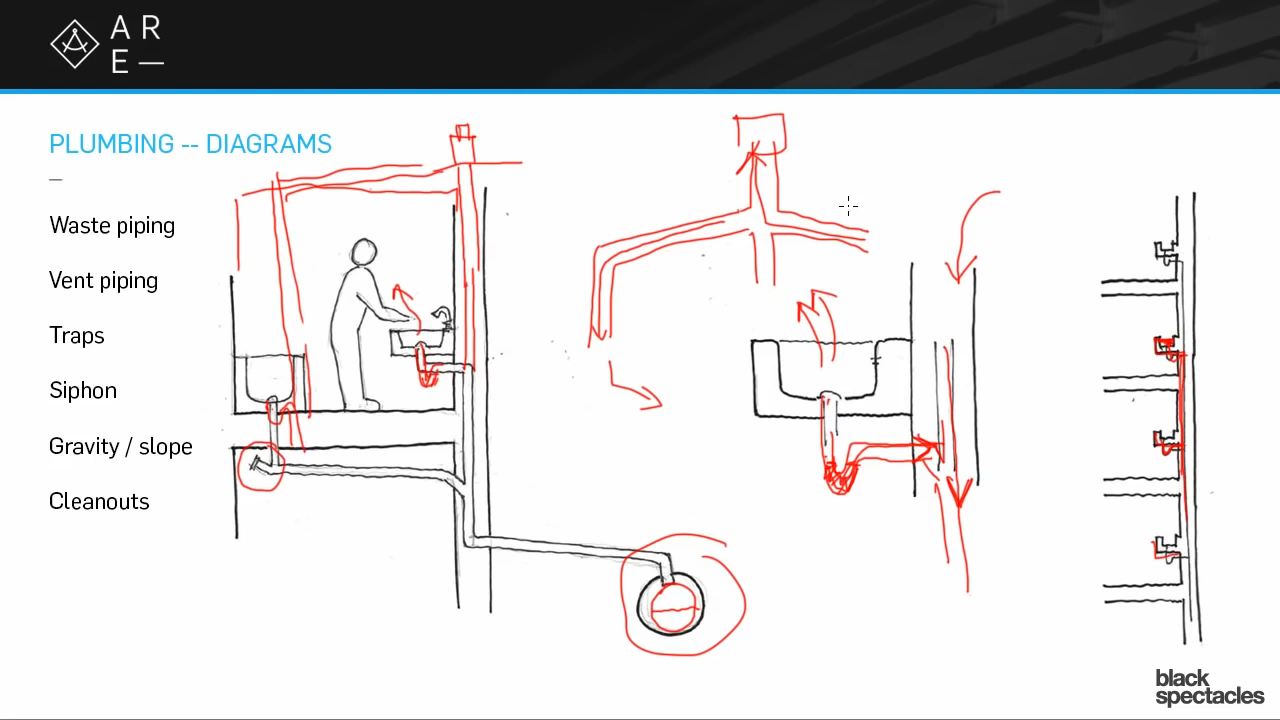 A R
E —
PLUMBING -- DIAGRAMS
—
Waste piping
Vent piping
Traps
Siphon
Gravity / slope
Cleanouts
black
spectacles